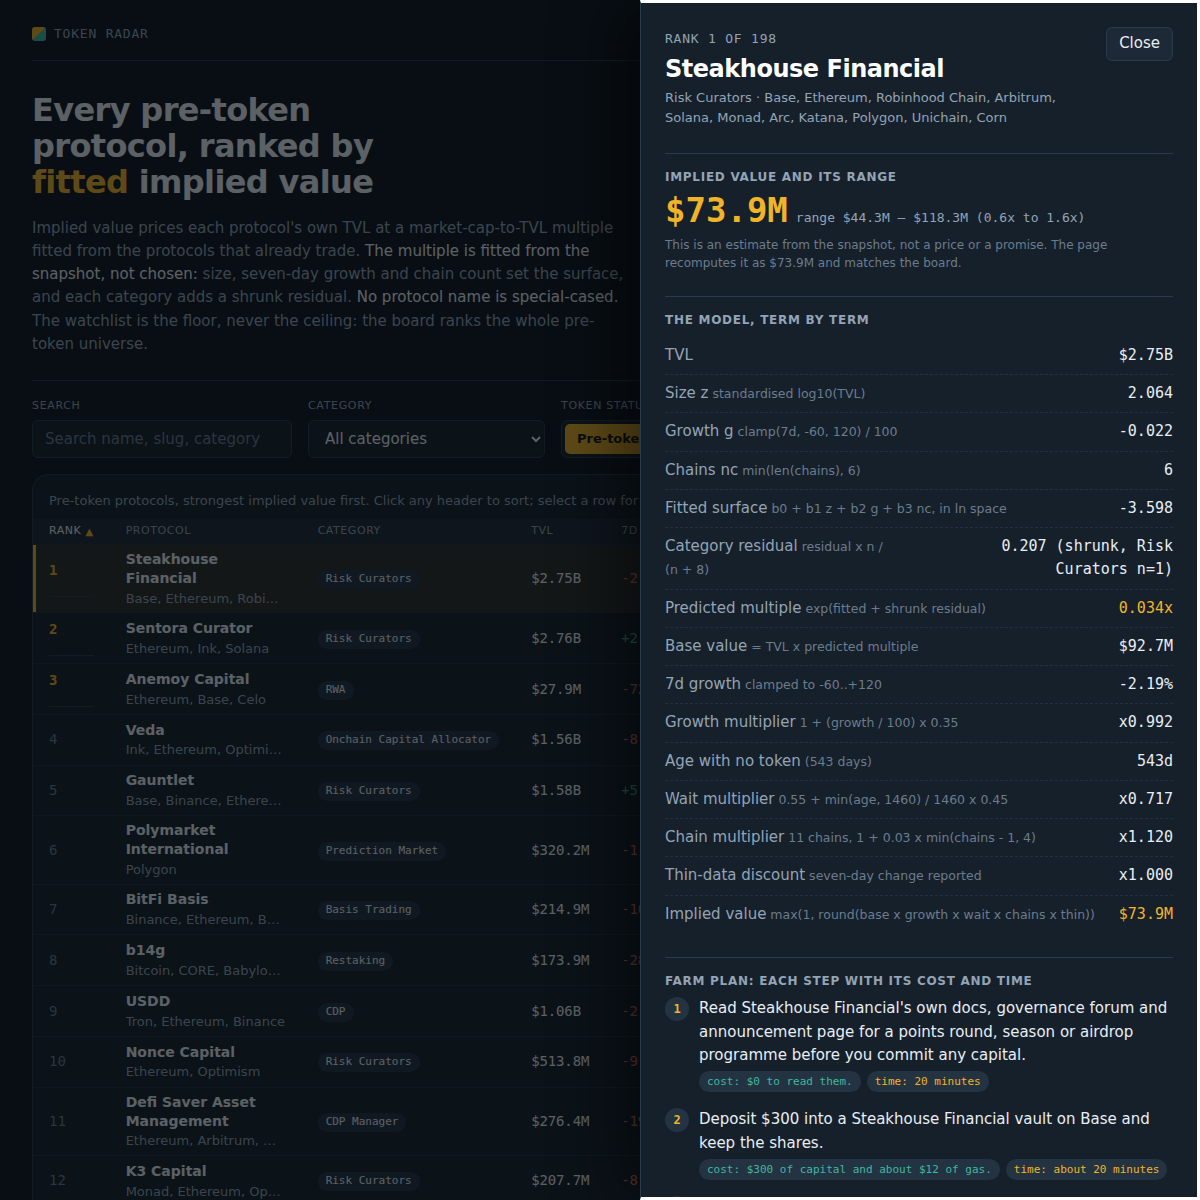 TOKEN RADAR
Every pre-token
protocol, ranked by
fitted implied value
Implied value prices each protocol's own TVL at a market-cap-to-TVL multiple
fitted from the protocols that already trade. The multiple is fitted from the
snapshot, not chosen: size, seven-day growth and chain count set the surface,
and each category adds a shrunk residual. No protocol name is special-cased.
The watchlist is the floor, never the ceiling: the board ranks the whole pre-
token universe.
SEARCH CATEGORY TOKEN STATU
Search name, slug, category All categories Pre-toke
Pre-token protocols, strongest implied value first. Click any header to sort; select a row for
RANK ▲ PROTOCOL CATEGORY TVL 7D
1 Steakhouse Financial Risk Curators $2.75B -2
Base, Ethereum, Robi…
2 Sentora Curator Risk Curators $2.76B +2
Ethereum, Ink, Solana
3 Anemoy Capital RWA $27.9M -7
Ethereum, Base, Celo
4 Veda Onchain Capital Allocator $1.56B -8
Ink, Ethereum, Optimi…
5 Gauntlet Risk Curators $1.58B +5
Base, Binance, Ethere…
6 Polymarket International Prediction Market $320.2M -1
Polygon
7 BitFi Basis Basis Trading $214.9M -1
Binance, Ethereum, B…
8 b14g Restaking $173.9M -2
Bitcoin, CORE, Babylo…
9 USDD CDP $1.06B -2
Tron, Ethereum, Binance
10 Nonce Capital Risk Curators $513.8M -9
Ethereum, Optimism
11 Defi Saver Asset Management CDP Manager $276.4M -1
Ethereum, Arbitrum, …
12 K3 Capital Risk Curators $207.7M -8
Monad, Ethereum, Op…
RANK 1 OF 198
Close
Steakhouse Financial
Risk Curators · Base, Ethereum, Robinhood Chain, Arbitrum,
Solana, Monad, Arc, Katana, Polygon, Unichain, Corn
IMPLIED VALUE AND ITS RANGE
$73.9M range $44.3M — $118.3M (0.6x to 1.6x)
This is an estimate from the snapshot, not a price or a promise. The page
recomputes it as $73.9M and matches the board.
THE MODEL, TERM BY TERM
TVL $2.75B
Size z standardised log10(TVL) 2.064
Growth g clamp(7d, -60, 120) / 100 -0.022
Chains nc min(len(chains), 6) 6
Fitted surface b0 + b1 z + b2 g + b3 nc, in ln space -3.598
Category residual residual x n / (n + 8) 0.207 (shrunk, Risk Curators n=1)
Predicted multiple exp(fitted + shrunk residual) 0.034x
Base value = TVL x predicted multiple $92.7M
7d growth clamped to -60..+120 -2.19%
Growth multiplier 1 + (growth / 100) x 0.35 x0.992
Age with no token (543 days) 543d
Wait multiplier 0.55 + min(age, 1460) / 1460 x 0.45 x0.717
Chain multiplier 11 chains, 1 + 0.03 x min(chains - 1, 4) x1.120
Thin-data discount seven-day change reported x1.000
Implied value max(1, round(base x growth x wait x chains x thin)) $73.9M
FARM PLAN: EACH STEP WITH ITS COST AND TIME
1 Read Steakhouse Financial's own docs, governance forum and
announcement page for a points round, season or airdrop
programme before you commit any capital.
cost: $0 to read them. time: 20 minutes
2 Deposit $300 into a Steakhouse Financial vault on Base and
keep the shares.
cost: $300 of capital and about $12 of gas. time: about 20 minutes